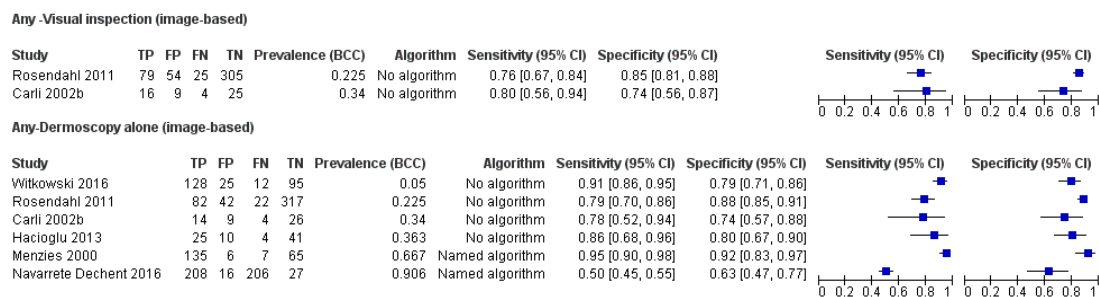 Any -Visual inspection (image-based)
Study TP FP FN TN Prevalence (BCC) Algorithm Sensitivity (95% CI) Specificity (95% CI) Sensitivity Specificity
Rosendahl 2011 79 54 25 305 0.225 No algorithm 0.76 [0.67, 0.84] 0.85 [0.81, 0.88]
Carli 2002b 16 9 4 25 0.34 No algorithm 0.80 [0.56, 0.94] 0.74 [0.56, 0.87]
0 0.2 0.4 0.6 0.8 1 0 0.2 0.4 0.6 0.8 1
Any-Dermoscopy alone (image-based)
Study TP FP FN TN Prevalence (BCC) Algorithm Sensitivity (95% CI) Specificity (95% CI) Sensitivity Specificity
Witkowski 2016 128 25 12 95 0.05 No algorithm 0.91 [0.86, 0.95] 0.79 [0.71, 0.86]
Rosendahl 2011 82 42 22 317 0.225 No algorithm 0.79 [0.70, 0.86] 0.88 [0.85, 0.91]
Carli 2002b 14 9 4 26 0.34 No algorithm 0.78 [0.52, 0.94] 0.74 [0.57, 0.88]
Hacioglu 2013 25 10 4 41 0.363 No algorithm 0.86 [0.68, 0.96] 0.80 [0.67, 0.90]
Menzies 2000 135 6 7 65 0.667 Named algorithm 0.95 [0.90, 0.98] 0.92 [0.83, 0.97]
Navarrete Dechent 2016 208 16 206 27 0.906 Named algorithm 0.50 [0.45, 0.55] 0.63 [0.47, 0.77]
0 0.2 0.4 0.6 0.8 1 0 0.2 0.4 0.6 0.8 1